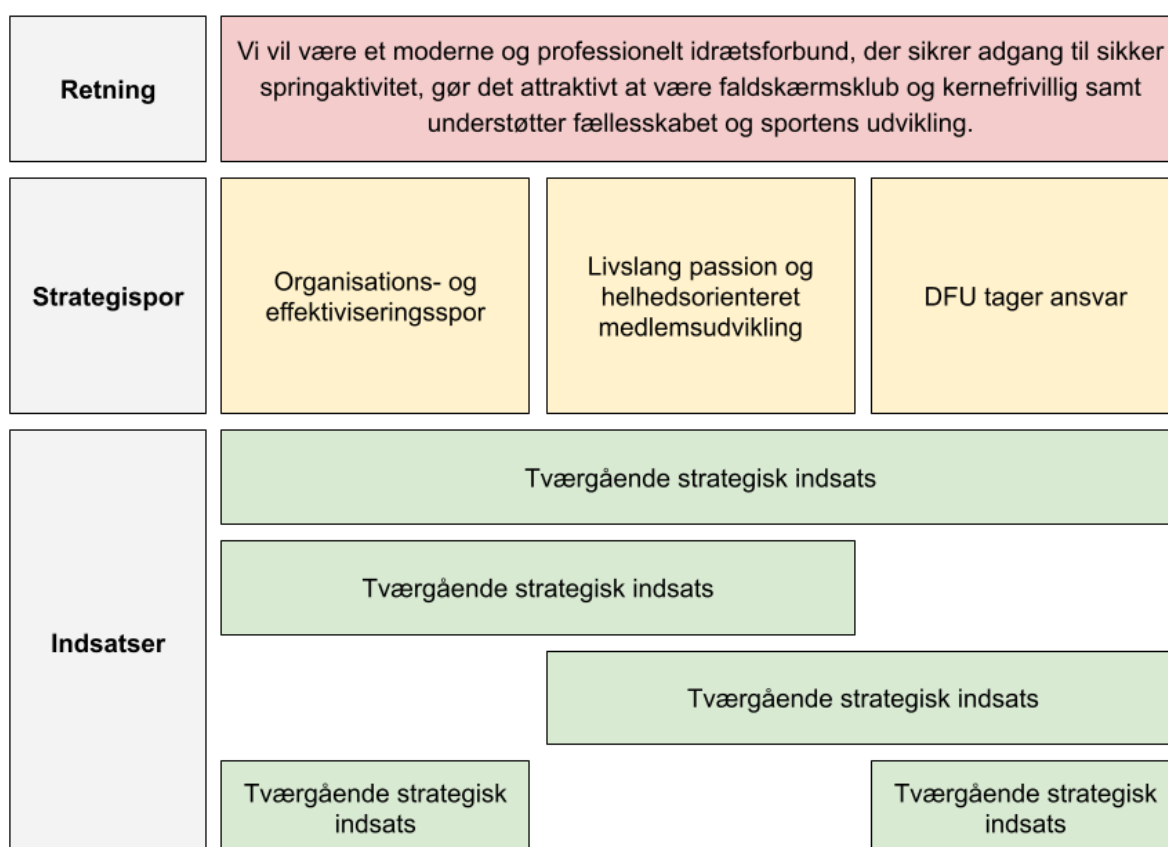 Retning
Vi vil være et moderne og professionelt idrætsforbund, der sikrer adgang til sikker
springaktivitet, gør det attraktivt at være faldskærmsklub og kernefrivillig samt
understøtter fællesskabet og sportens udvikling.
Strategispor
Organisations- og
effektiviseringsspor
Livslang passion og
helhedsorienteret
medlemsudvikling
DFU tager ansvar
Indsatser
Tværgående strategisk indsats
Tværgående strategisk indsats
Tværgående strategisk indsats
Tværgående strategisk
indsats
Tværgående strategisk
indsats